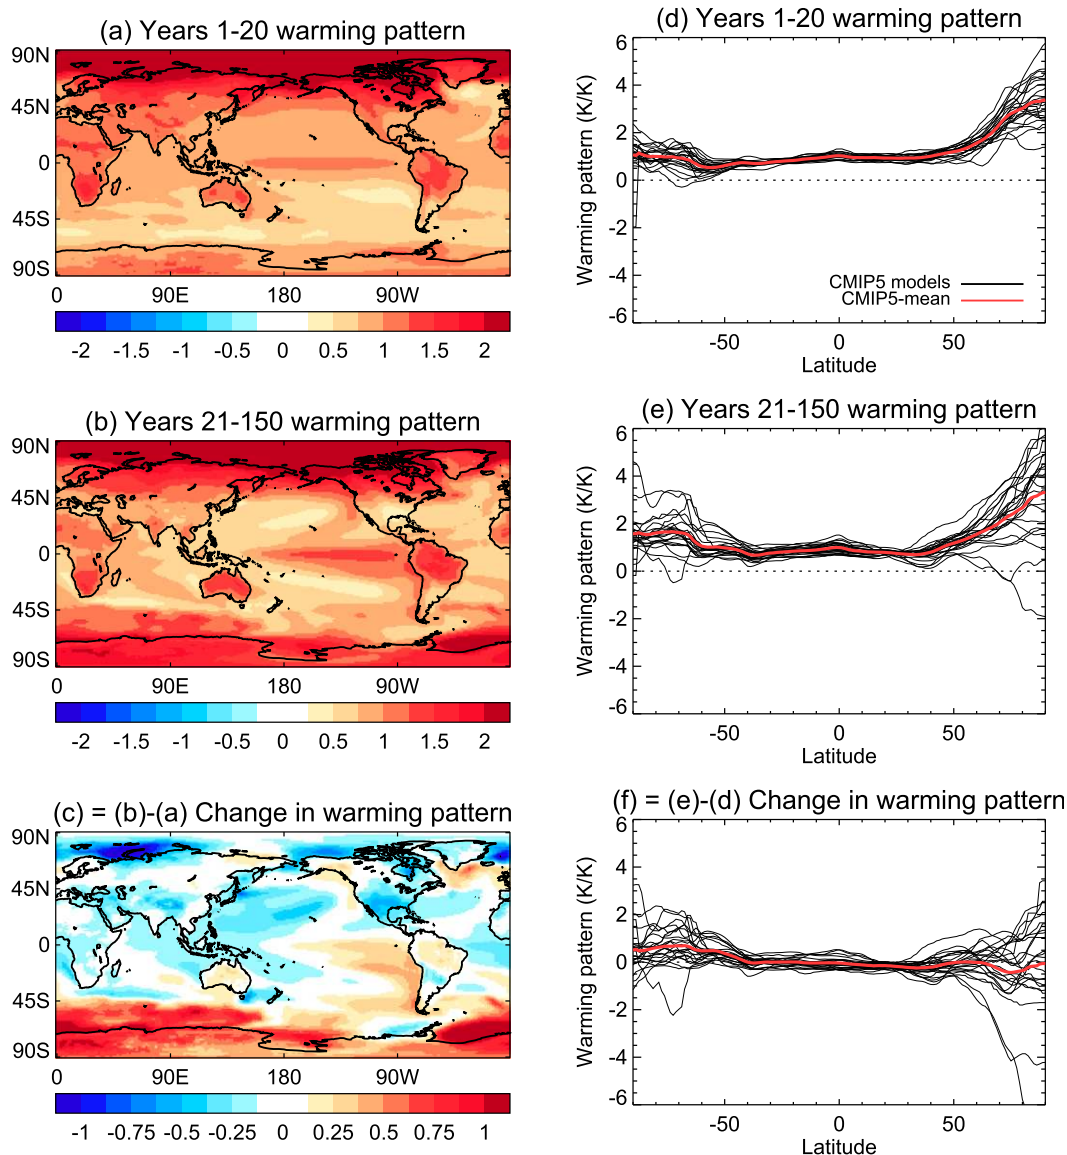 (a) Years 1-20 warming pattern
90N
45N
0
45S
90S
0 90E 180 90W
-2 -1.5 -1 -0.5 0 0.5 1 1.5 2
(d) Years 1-20 warming pattern
6
4
2
0
-2
-4
-6
Warming pattern (K/K)
CMIP5 models
CMIP5-mean
-50 0 50
Latitude
(b) Years 21-150 warming pattern
90N
45N
0
45S
90S
0 90E 180 90W
-2 -1.5 -1 -0.5 0 0.5 1 1.5 2
(e) Years 21-150 warming pattern
6
4
2
0
-2
-4
-6
Warming pattern (K/K)
-50 0 50
Latitude
(c) = (b)-(a) Change in warming pattern
90N
45N
0
45S
90S
0 90E 180 90W
-1 -0.75 -0.5 -0.25 0 0.25 0.5 0.75 1
(f) = (e)-(d) Change in warming pattern
6
4
2
0
-2
-4
-6
Warming pattern (K/K)
-50 0 50
Latitude